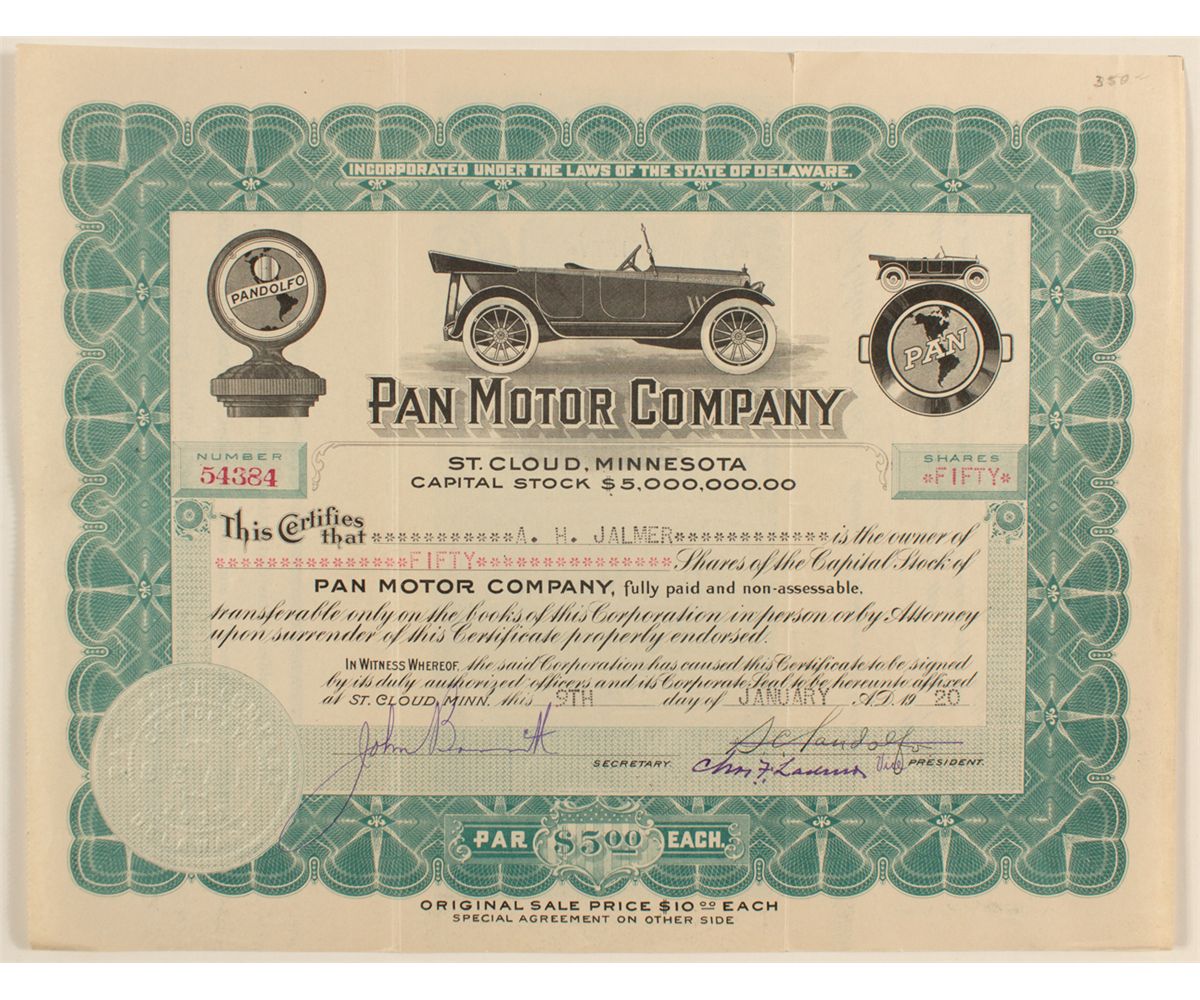 350
INCORPORATED UNDER THE LAWS OF THE STATE OF DELAWARE.
PANDOLFO
PAN
PAN MOTOR COMPANY
NUMBER
54384
ST. CLOUD, MINNESOTA
CAPITAL STOCK $5,000,000.00
SHARES
*FIFTY*
This Certifies that ************A. H. JALMER************* is the owner of
***************FIFTY*************** Shares of the Capital Stock of
PAN MOTOR COMPANY, fully paid and non-assessable,
transferable only on the books of this Corporation in person or by Attorney
upon surrender of this Certificate properly endorsed.
IN WITNESS WHEREOF, the said Corporation has caused this Certificate to be signed
by its duly authorized officers and its Corporate Seal to be hereunto affixed
at ST. CLOUD, MINN. this 9TH day of JANUARY A.D. 1920
John
SECRETARY.
S C Pandolfo
Chas F. Vice PRESIDENT.
PAR $5.00 EACH.
ORIGINAL SALE PRICE $10.00 EACH
SPECIAL AGREEMENT ON OTHER SIDE